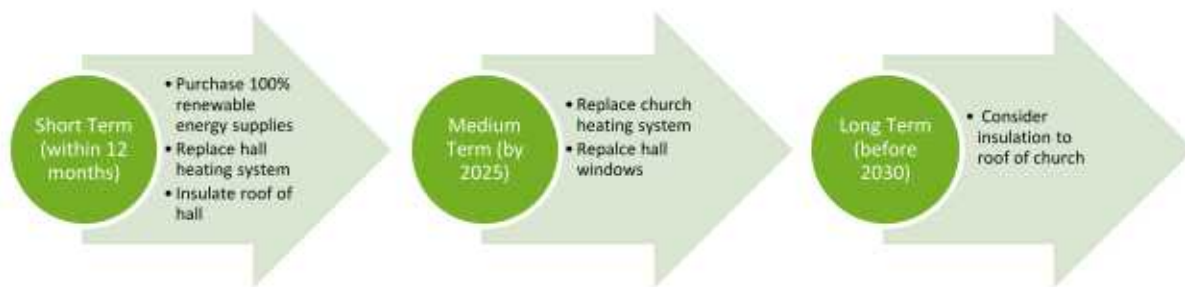 Short Term
(within 12
months)
• Purchase 100%
renewable
energy supplies
• Replace hall
heating system
• Insulate roof of
hall
Medium
Term (by
2025)
• Replace church
heating system
• Repalce hall
windows
Long Term
(before
2030)
• Consider
insulation to
roof of church